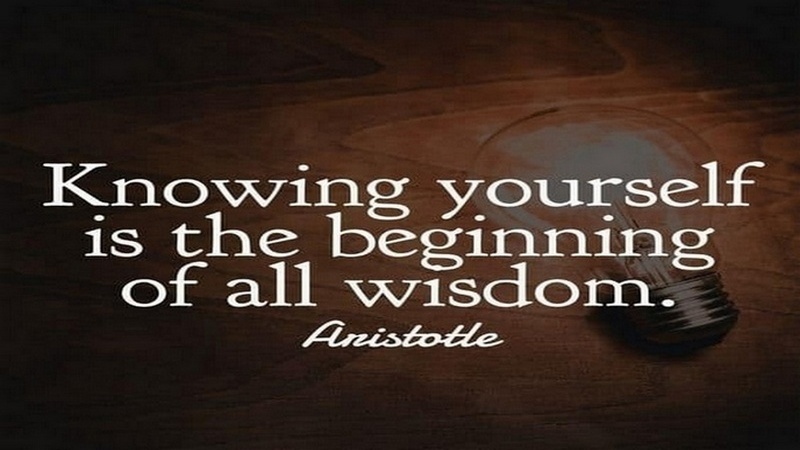 Knowing yourself
is the beginning
of all wisdom.
Aristotle